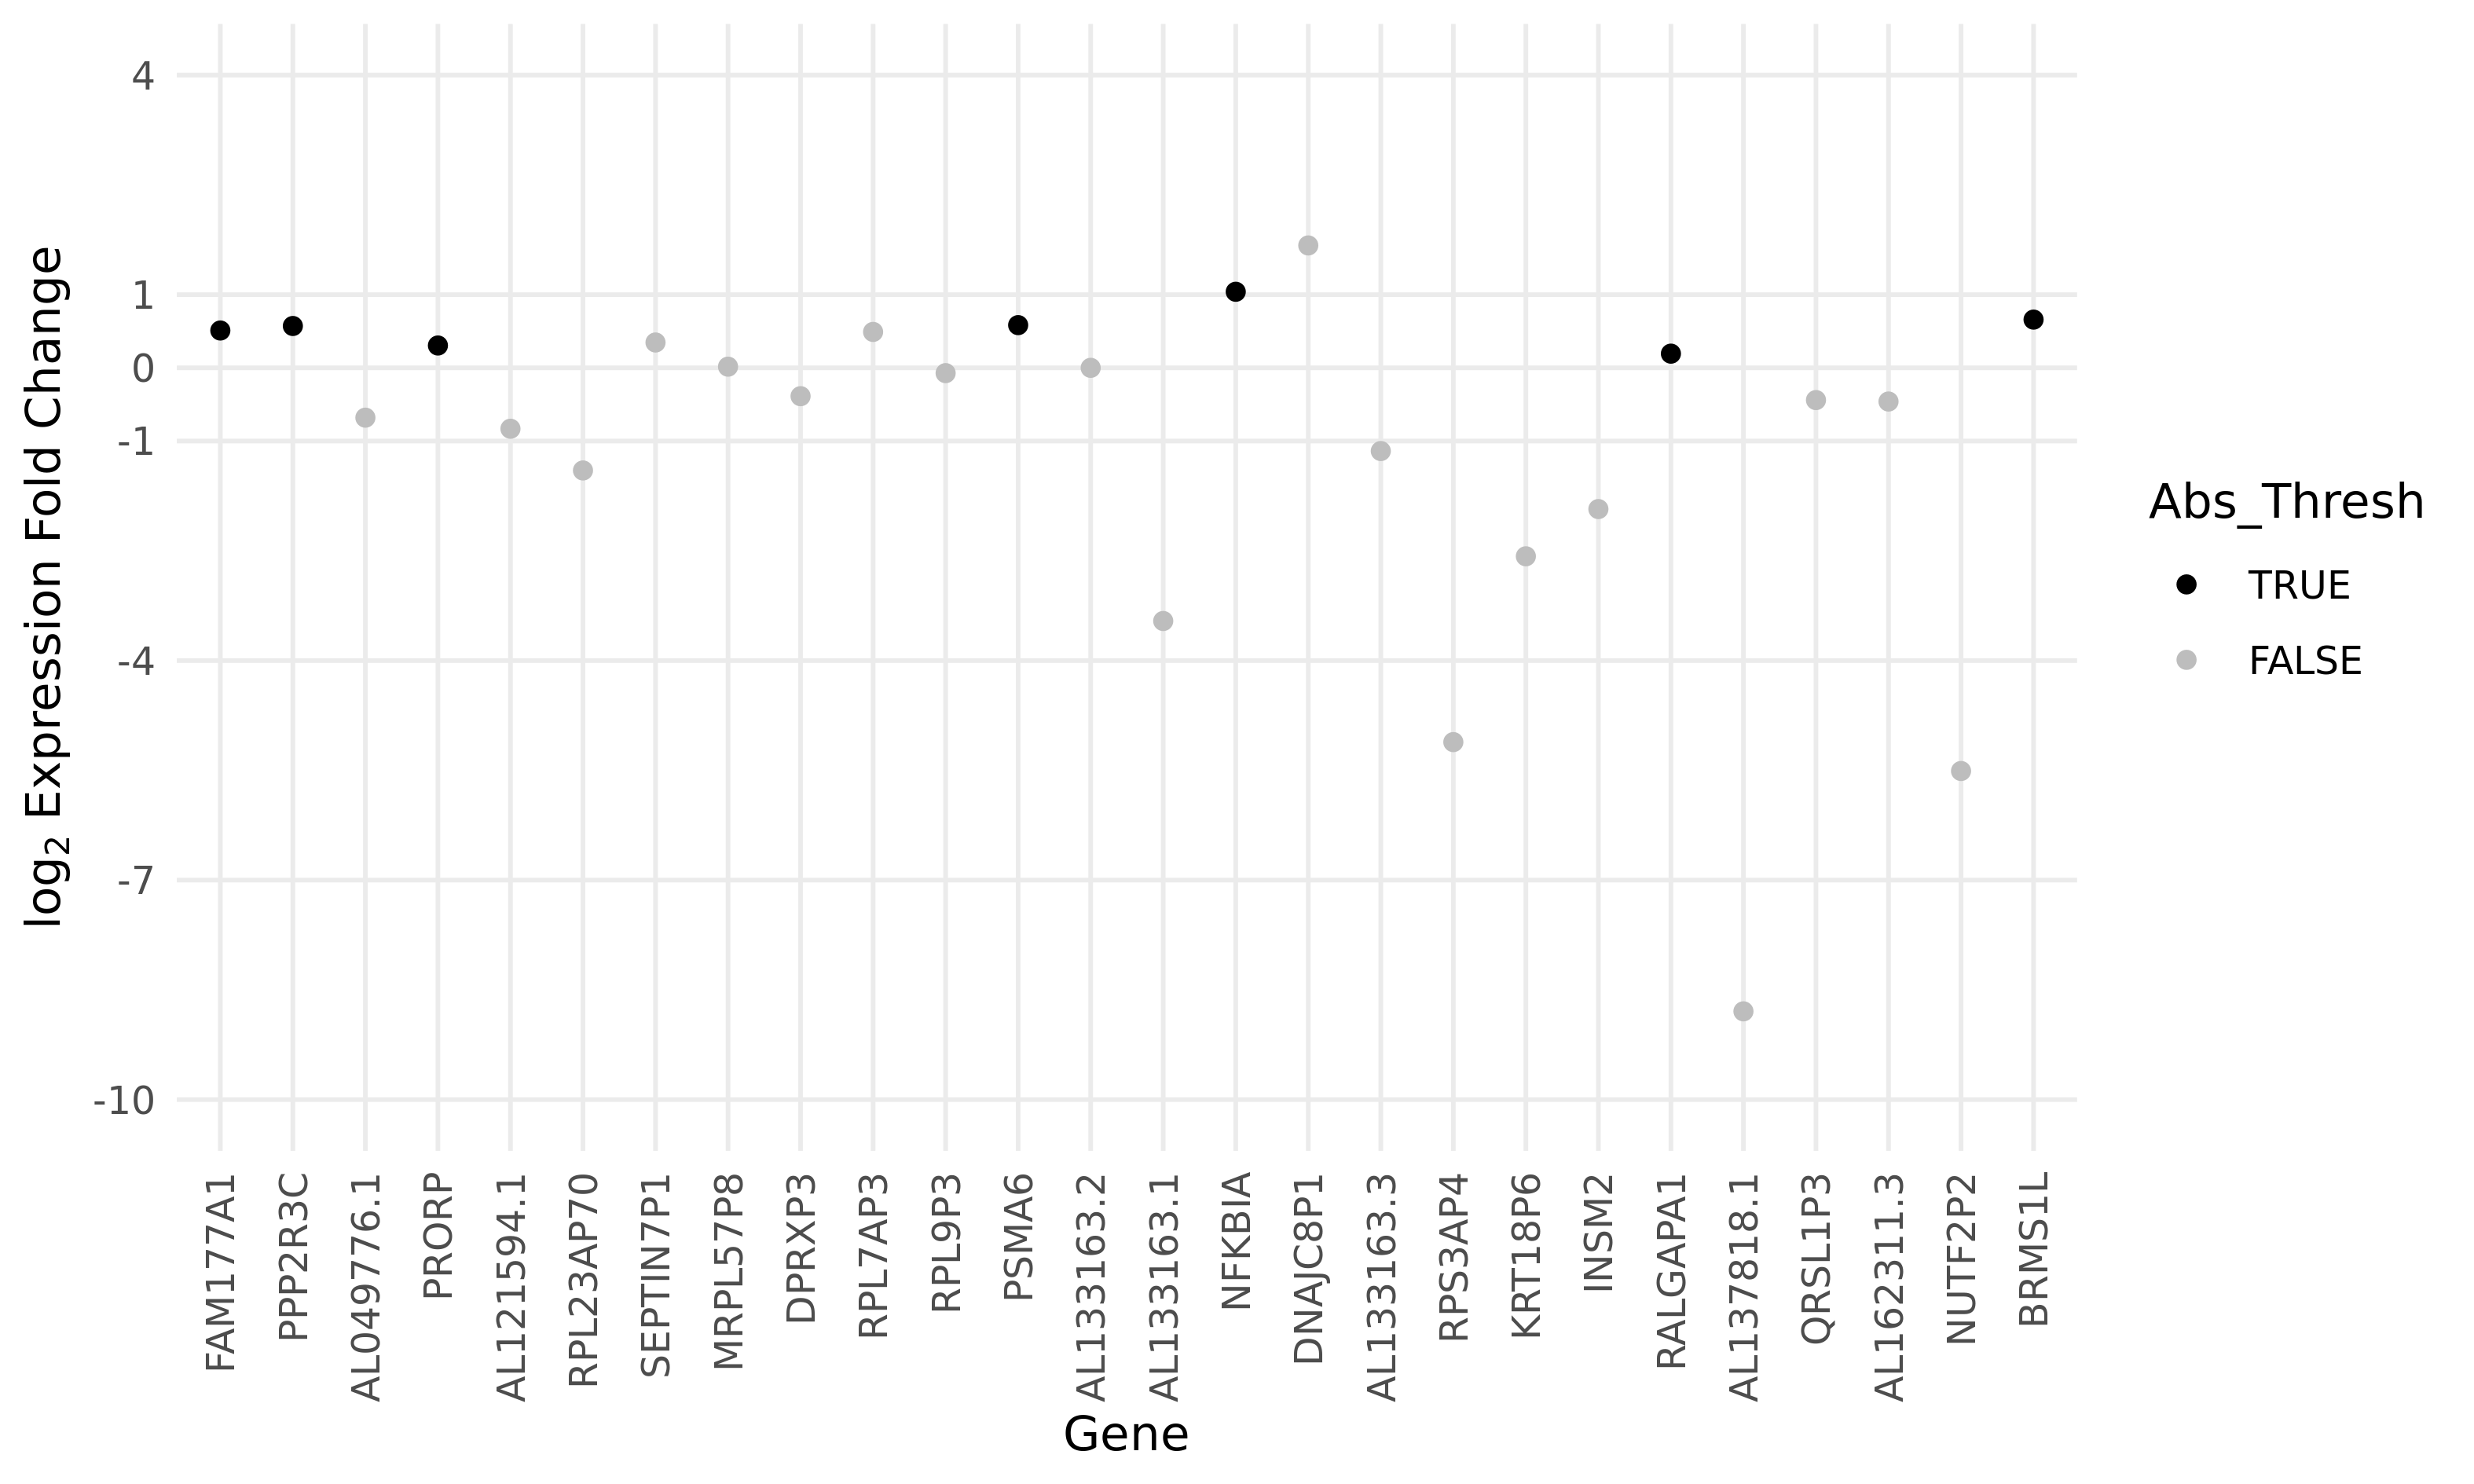 log₂ Expression Fold Change
4
1
0
-1
-4
-7
-10
FAM177A1
PPP2R3C
AL049776.1
PRORP
AL121594.1
RPL23AP70
SEPTIN7P1
MRPL57P8
DPRXP3
RPL7AP3
RPL9P3
PSMA6
AL133163.2
AL133163.1
NFKBIA
DNAJC8P1
AL133163.3
RPS3AP4
KRT18P6
INSM2
RALGAPA1
AL137818.1
QRSL1P3
AL162311.3
NUTF2P2
BRMS1L
Gene
Abs_Thresh
TRUE
FALSE